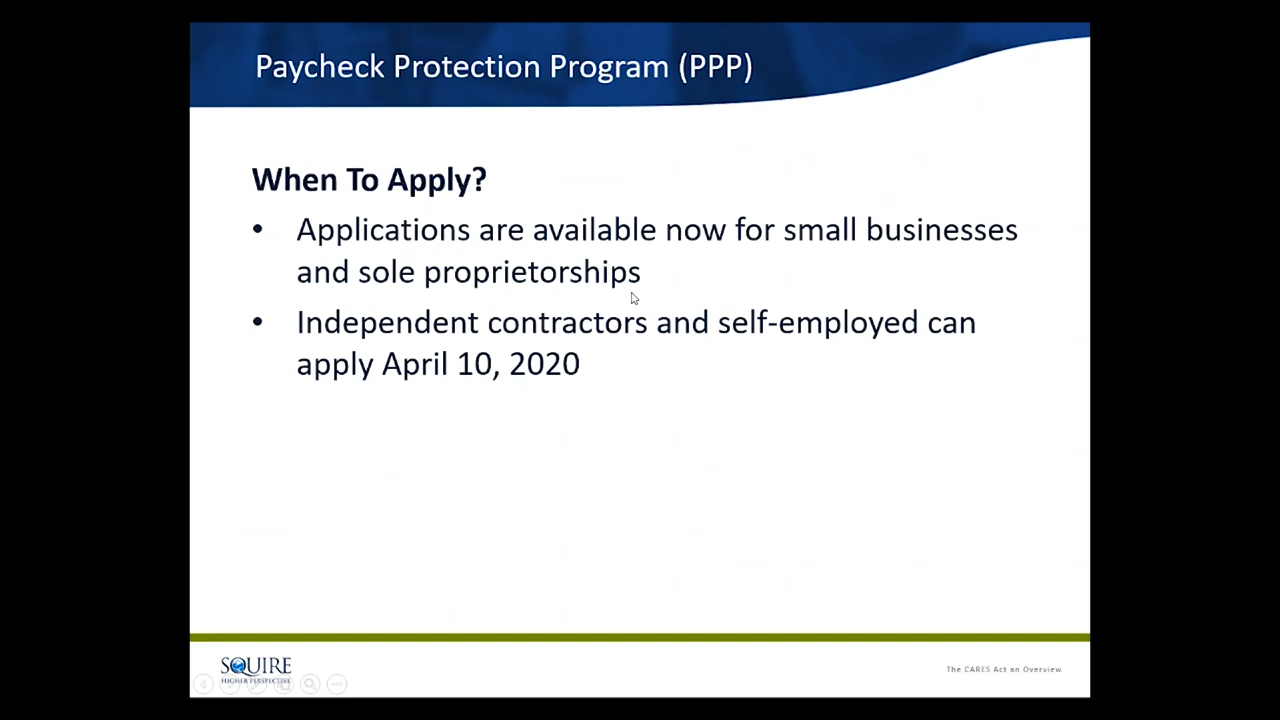 Paycheck Protection Program (PPP)
When To Apply?
• Applications are available now for small businesses
and sole proprietorships
• Independent contractors and self-employed can
apply April 10, 2020
SQUIRE
HIGHER PERSPECTIVE
The CARES Act an Overview